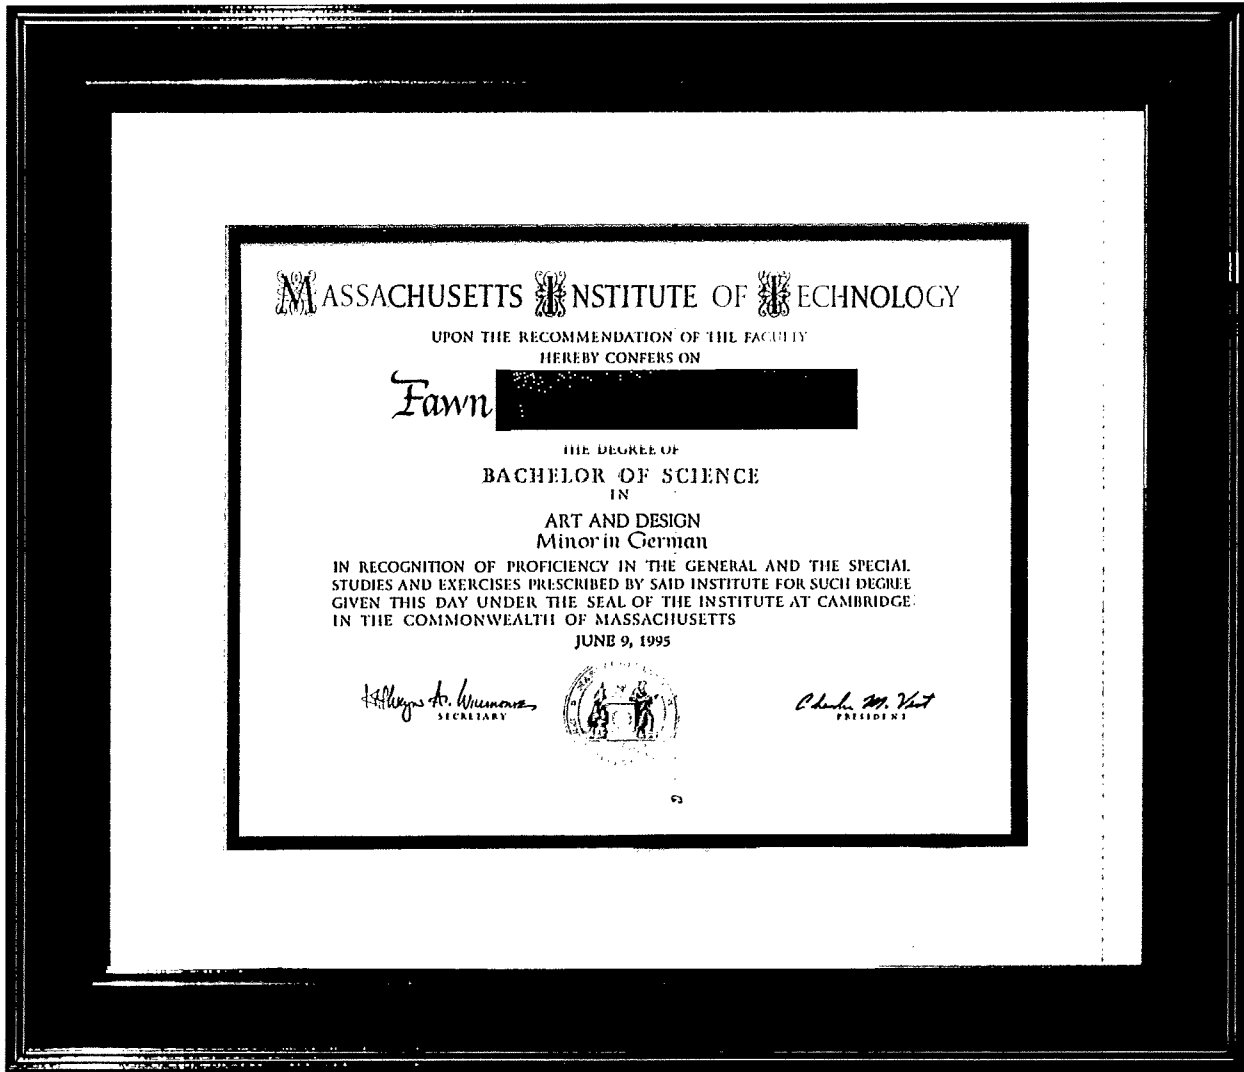 MASSACHUSETTS INSTITUTE OF TECHNOLOGY
UPON THE RECOMMENDATION OF THE FACULTY
HEREBY CONFERS ON
Fawn
THE DEGREE OF
BACHELOR OF SCIENCE
IN
ART AND DESIGN
Minor in German
IN RECOGNITION OF PROFICIENCY IN THE GENERAL AND THE SPECIAL
STUDIES AND EXERCISES PRESCRIBED BY SAID INSTITUTE FOR SUCH DEGREE
GIVEN THIS DAY UNDER THE SEAL OF THE INSTITUTE AT CAMBRIDGE
IN THE COMMONWEALTH OF MASSACHUSETTS
JUNE 9, 1995
SECRETARY
Charles M. Vest
PRESIDENT